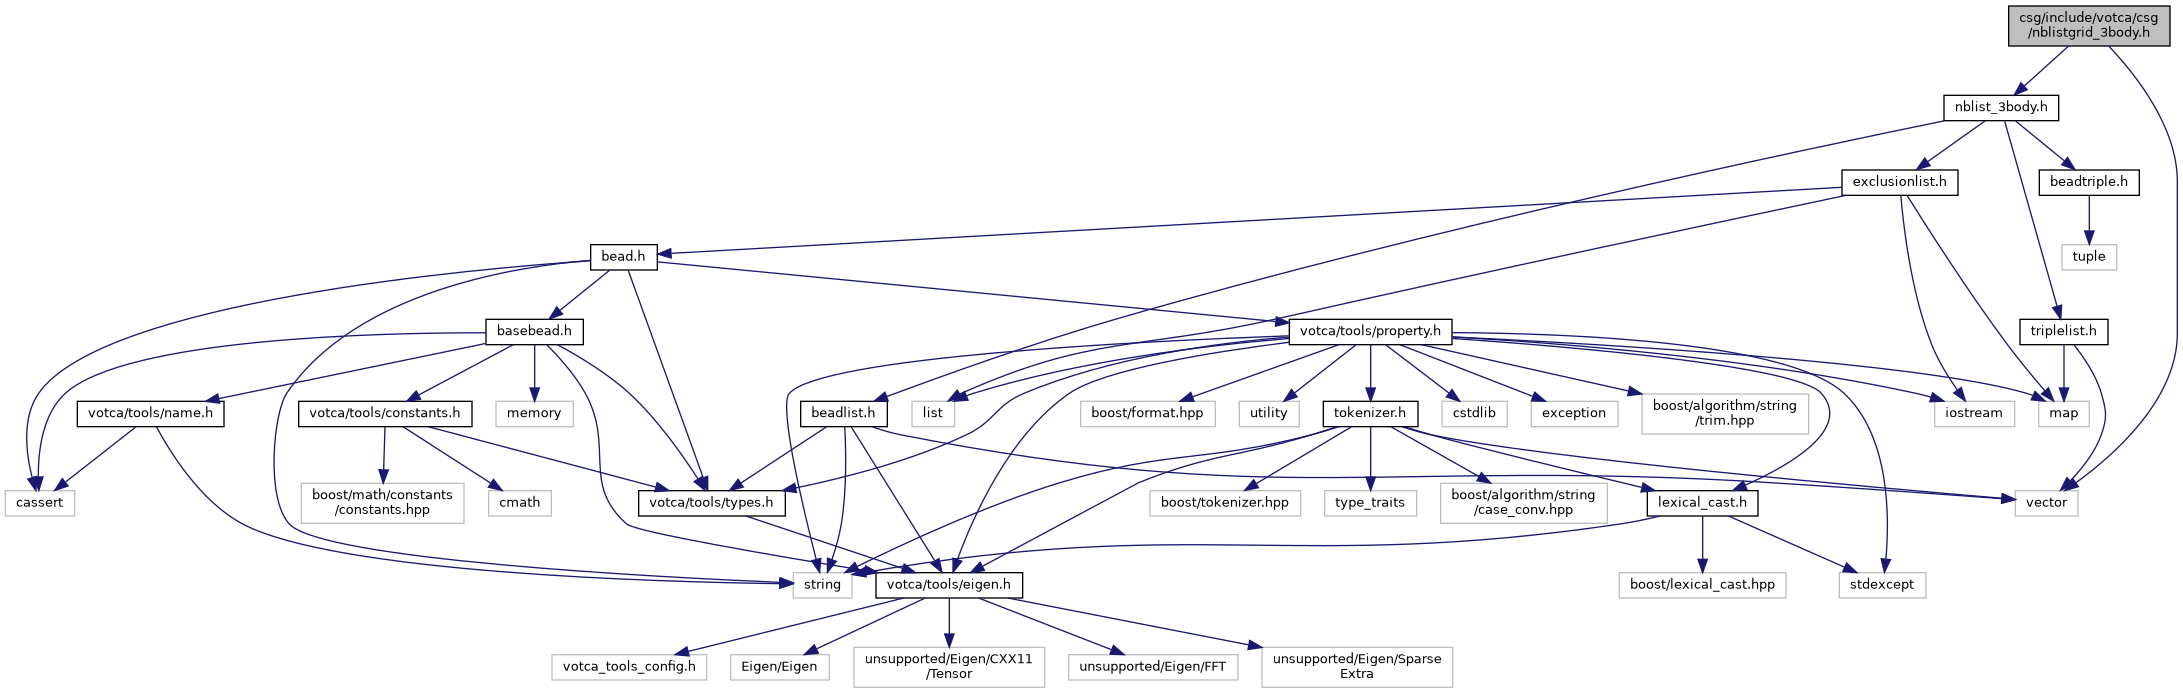 csg/include/votca/csg
/nblistgrid_3body.h
nblist_3body.h
exclusionlist.h
beadtriple.h
bead.h
tuple
basebead.h
votca/tools/property.h
triplelist.h
votca/tools/name.h
votca/tools/constants.h
memory
beadlist.h
list
boost/format.hpp
utility
tokenizer.h
cstdlib
exception
boost/algorithm/string
/trim.hpp
iostream
map
cassert
boost/math/constants
/constants.hpp
cmath
votca/tools/types.h
boost/tokenizer.hpp
type_traits
boost/algorithm/string
/case_conv.hpp
lexical_cast.h
vector
string
votca/tools/eigen.h
boost/lexical_cast.hpp
stdexcept
votca_tools_config.h
Eigen/Eigen
unsupported/Eigen/CXX11
/Tensor
unsupported/Eigen/FFT
unsupported/Eigen/Sparse
Extra